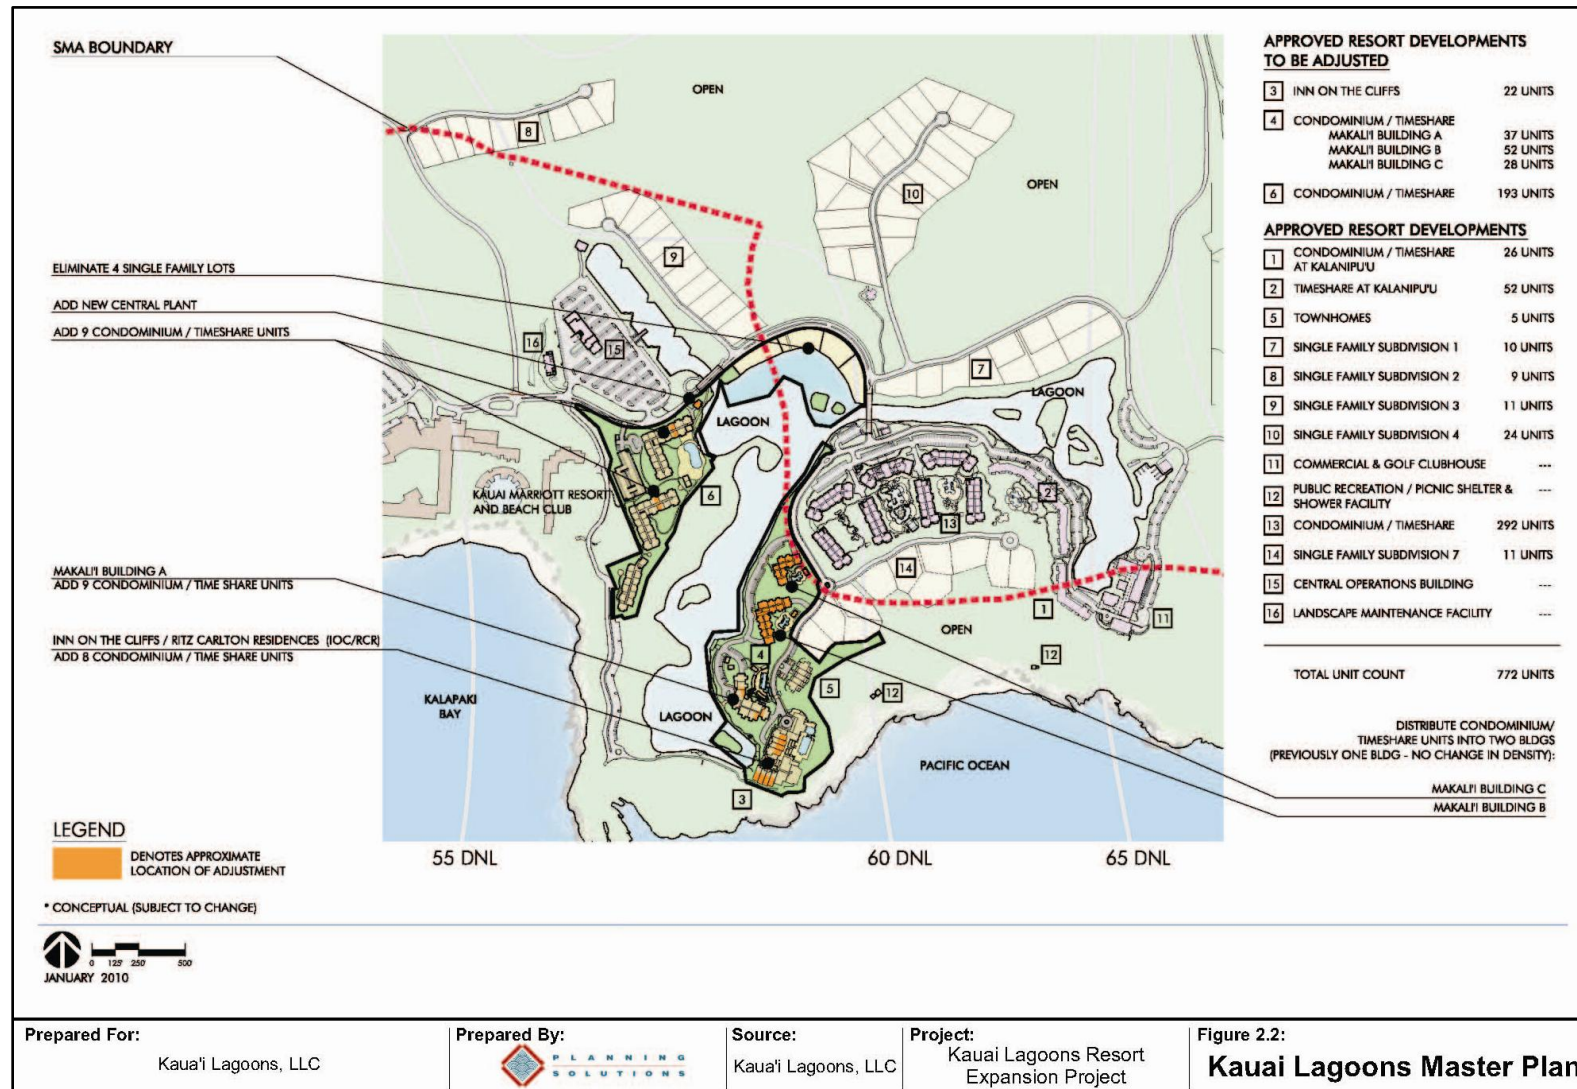 SMA BOUNDARY
ELIMINATE 4 SINGLE FAMILY LOTS
ADD NEW CENTRAL PLANT
ADD 9 CONDOMINIUM / TIMESHARE UNITS
MAKALI'I BUILDING A
ADD 9 CONDOMINIUM / TIME SHARE UNITS
INN ON THE CLIFFS / RITZ CARLTON RESIDENCES (IOC/RCR)
ADD 8 CONDOMINIUM / TIME SHARE UNITS
OPEN
8
10
OPEN
9
16
15
7
LAGOON
LAGOON
KAUAI MARRIOTT RESORT
AND BEACH CLUB
6
2
13
14
1
11
OPEN
12
4
5
12
KALAPAKI
BAY
LAGOON
PACIFIC OCEAN
3
55 DNL
60 DNL
65 DNL
APPROVED RESORT DEVELOPMENTS
TO BE ADJUSTED
3 INN ON THE CLIFFS 22 UNITS
4 CONDOMINIUM / TIMESHARE
MAKALI'I BUILDING A 37 UNITS
MAKALI'I BUILDING B 52 UNITS
MAKALI'I BUILDING C 28 UNITS
6 CONDOMINIUM / TIMESHARE 193 UNITS
APPROVED RESORT DEVELOPMENTS
1 CONDOMINIUM / TIMESHARE 26 UNITS
AT KALANIPU'U
2 TIMESHARE AT KALANIPU'U 52 UNITS
5 TOWNHOMES 5 UNITS
7 SINGLE FAMILY SUBDIVISION 1 10 UNITS
8 SINGLE FAMILY SUBDIVISION 2 9 UNITS
9 SINGLE FAMILY SUBDIVISION 3 11 UNITS
10 SINGLE FAMILY SUBDIVISION 4 24 UNITS
11 COMMERCIAL & GOLF CLUBHOUSE ---
12 PUBLIC RECREATION / PICNIC SHELTER & ---
SHOWER FACILITY
13 CONDOMINIUM / TIMESHARE 292 UNITS
14 SINGLE FAMILY SUBDIVISION 7 11 UNITS
15 CENTRAL OPERATIONS BUILDING ---
16 LANDSCAPE MAINTENANCE FACILITY ---
TOTAL UNIT COUNT 772 UNITS
DISTRIBUTE CONDOMINIUM/
TIMESHARE UNITS INTO TWO BLDGS
(PREVIOUSLY ONE BLDG - NO CHANGE IN DENSITY):
MAKALI'I BUILDING C
MAKALI'I BUILDING B
LEGEND
DENOTES APPROXIMATE
LOCATION OF ADJUSTMENT
* CONCEPTUAL (SUBJECT TO CHANGE)
0 125' 250' 500'
JANUARY 2010
Prepared For:
Kaua'i Lagoons, LLC
Prepared By:
PLANNING
SOLUTIONS
Source:
Kaua'i Lagoons, LLC
Project:
Kauai Lagoons Resort
Expansion Project
Figure 2.2:
Kauai Lagoons Master Plan